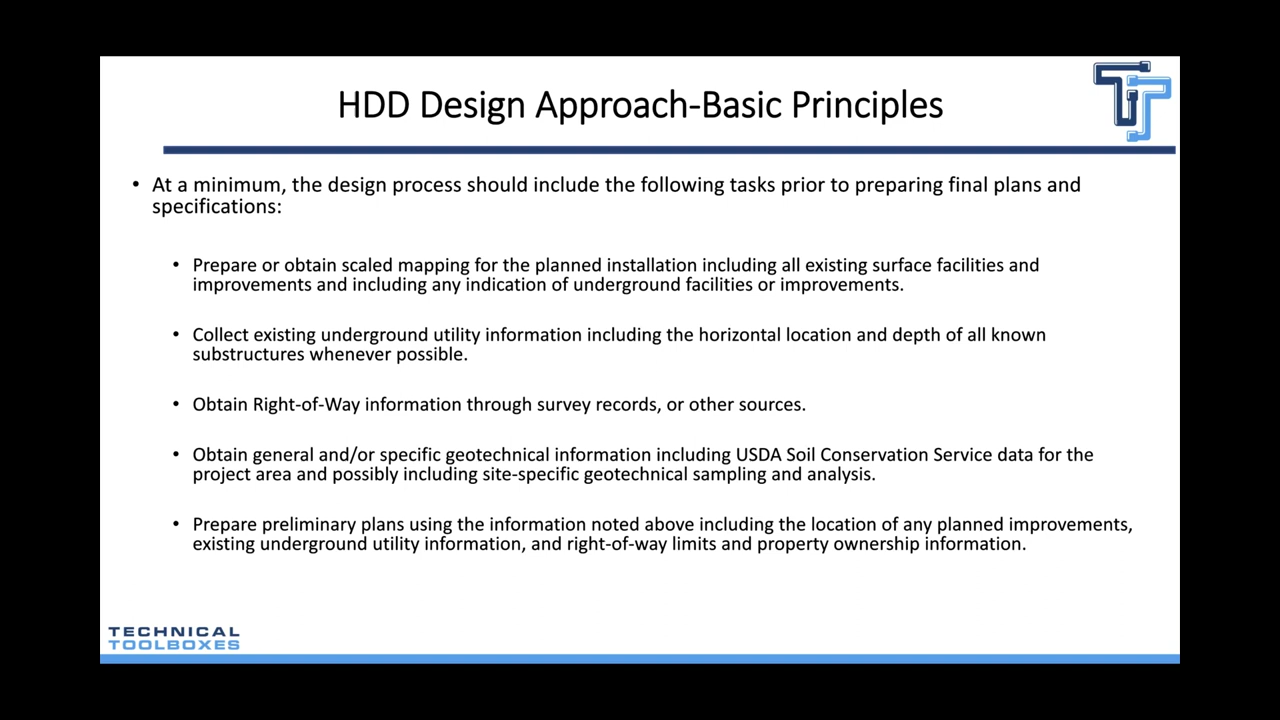 HDD Design Approach-Basic Principles
• At a minimum, the design process should include the following tasks prior to preparing final plans and
specifications:
• Prepare or obtain scaled mapping for the planned installation including all existing surface facilities and
improvements and including any indication of underground facilities or improvements.
• Collect existing underground utility information including the horizontal location and depth of all known
substructures whenever possible.
• Obtain Right-of-Way information through survey records, or other sources.
• Obtain general and/or specific geotechnical information including USDA Soil Conservation Service data for the
project area and possibly including site-specific geotechnical sampling and analysis.
• Prepare preliminary plans using the information noted above including the location of any planned improvements,
existing underground utility information, and right-of-way limits and property ownership information.
TECHNICAL
TOOLBOXES